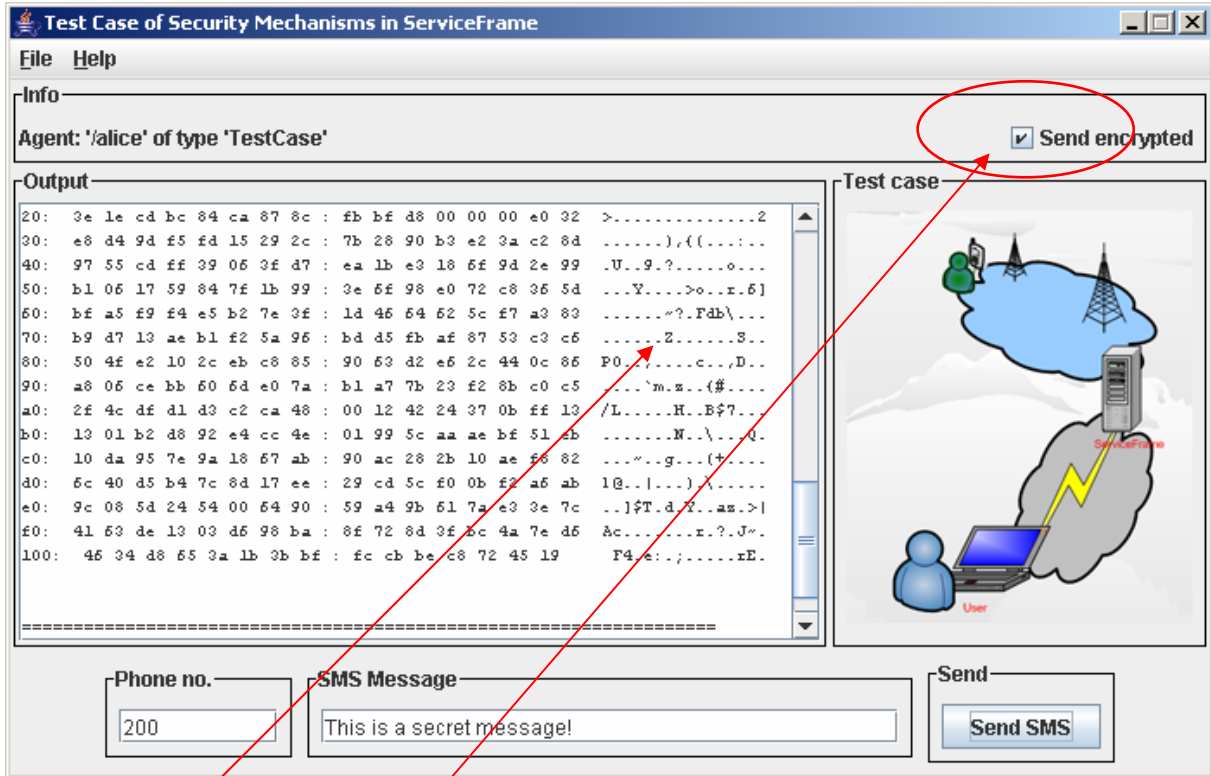 Test Case of Security Mechanisms in ServiceFrame
File Help
Info
Agent: '/alice' of type 'TestCase'
Send encrypted
Output
20: 3e 1e cd bc 84 ca 87 8c : fb bf d8 00 00 00 e0 32 >..............2
30: e8 d4 9d f5 fd 15 29 2c : 7b 28 90 b3 e2 3a c2 8d ......),{(...:..
40: 97 55 cd ff 39 06 3f d7 : ea 1b e3 18 6f 9d 2e 99 .U..9.?.....o...
50: b1 06 17 59 84 7f 1b 99 : 3e 6f 98 e0 72 c8 36 5d ...Y....>o..r.6]
60: bf a5 f9 f4 e5 b2 7e 3f : 1d 46 64 62 5c f7 a3 83 ......~?.Fdb\...
70: b9 d7 13 ae b1 f2 5a 96 : bd d5 fb af 87 53 c3 c6 ......Z......S..
80: 50 4f e2 10 2c eb c8 85 : 90 63 d2 e6 2c 44 0c 86 PO..,....c..,D..
90: a8 06 ce bb 60 6d e0 7a : b1 a7 7b 23 f2 8b c0 c5 ....`m.z..{#....
a0: 2f 4c df d1 d3 c2 ca 48 : 00 12 42 24 37 0b ff 13 /L.....H..B$7...
b0: 13 01 b2 d8 92 e4 cc 4e : 01 99 5c aa ae bf 51 eb .......N..\...Q.
c0: 10 da 95 7e 9a 18 67 ab : 90 ac 28 2b 10 ae f6 82 ...~..g...(+....
d0: 6c 40 d5 b4 7c 8d 17 ee : 29 cd 5c f0 0b f2 a6 ab l@..|...).\.....
e0: 9c 08 5d 24 54 00 64 90 : 59 a4 9b 61 7a e3 3e 7c ..]$T.d.Y..az.>|
f0: 41 63 de 13 03 d6 98 ba : 8f 72 8d 3f bc 4a 7e d6 Ac.......r.?.J~.
100: 46 34 d8 65 3a 1b 3b bf : fc cb be c8 72 45 19 F4.e:.;.....rE.
===================================================================
Test case
ServiceFrame
User
Phone no.
200
SMS Message
This is a secret message!
Send
Send SMS